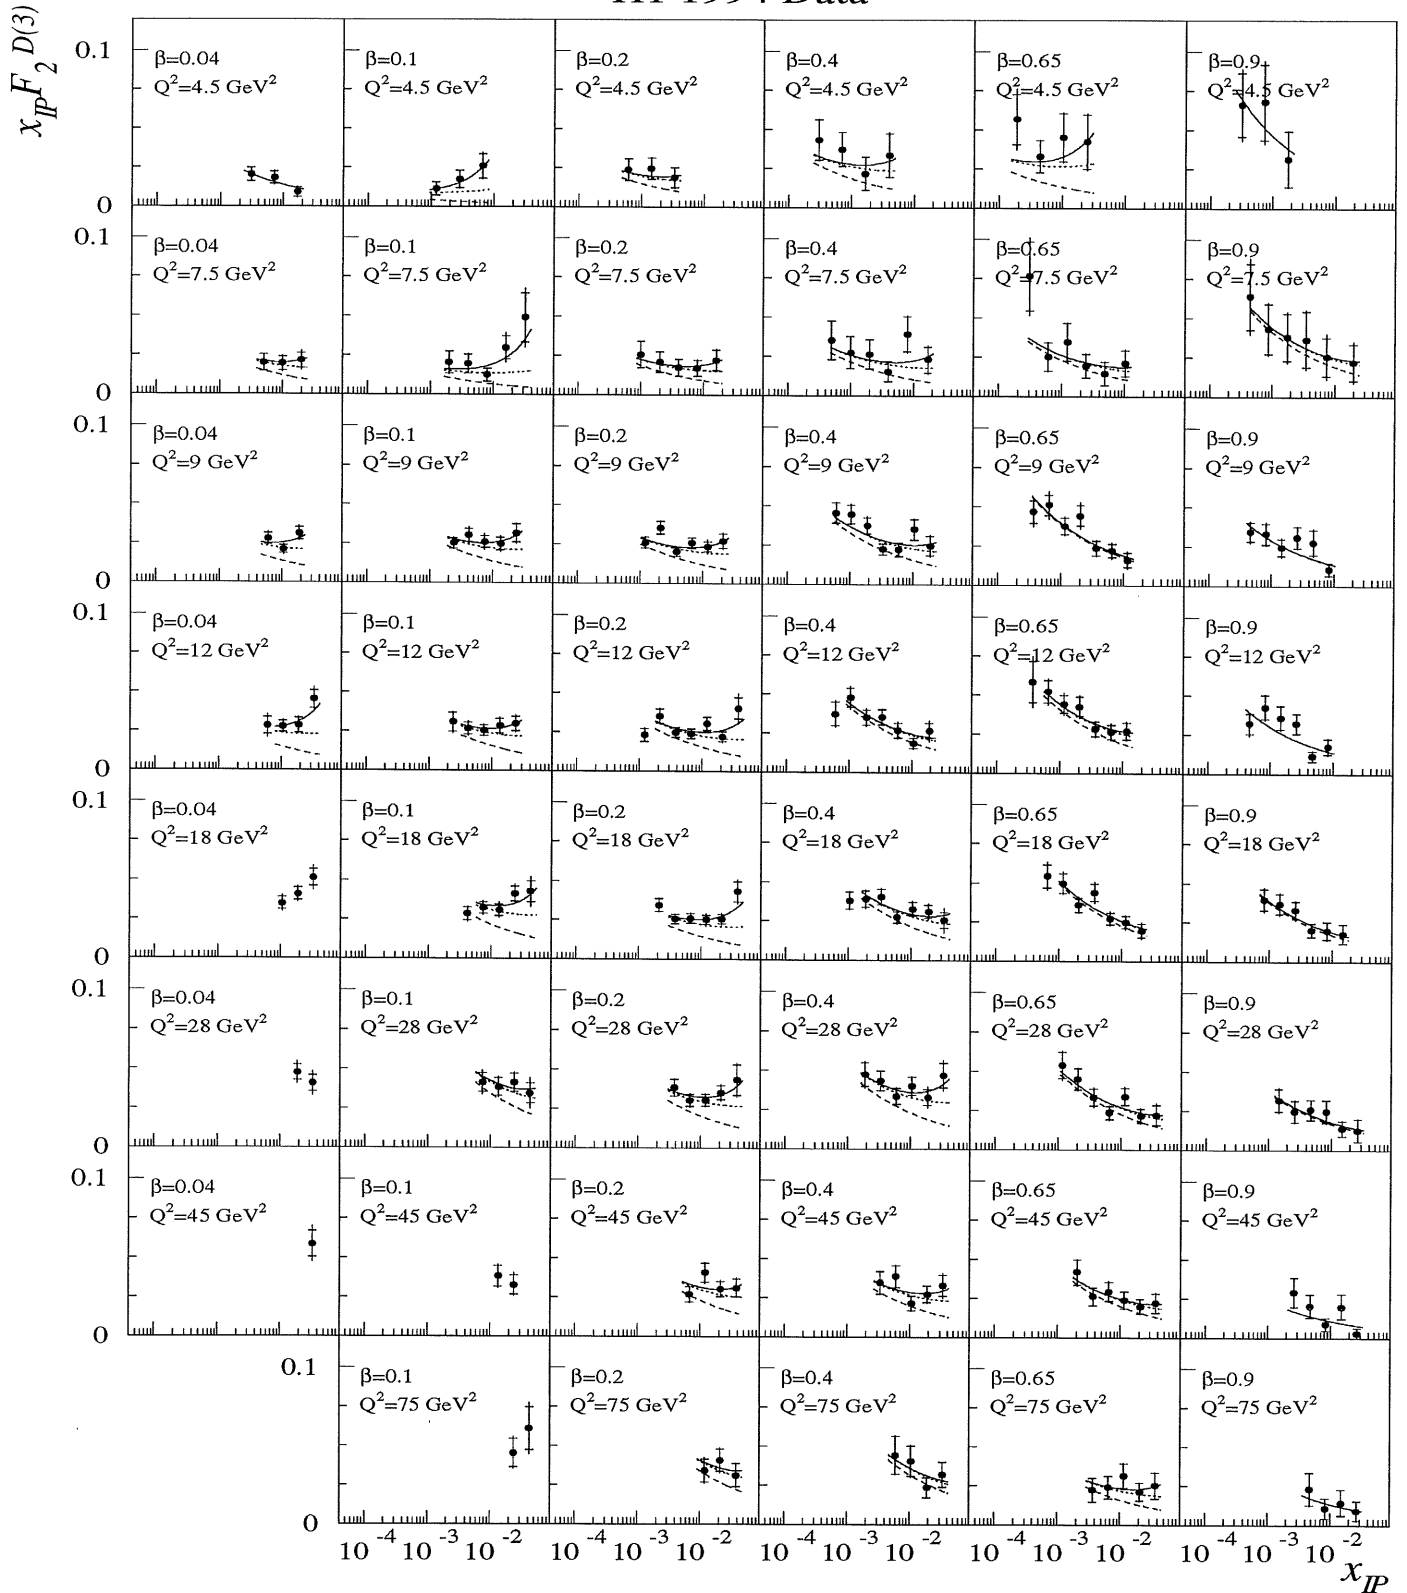 H1 1994 Data
x_IP F_2^D(3)
0.1
β=0.04 β=0.1 β=0.2 β=0.4 β=0.65 β=0.9
Q²=4.5 GeV² Q²=4.5 GeV² Q²=4.5 GeV² Q²=4.5 GeV² Q²=4.5 GeV² Q²=4.5 GeV²
0
0.1
β=0.04 β=0.1 β=0.2 β=0.4 β=0.65 β=0.9
Q²=7.5 GeV² Q²=7.5 GeV² Q²=7.5 GeV² Q²=7.5 GeV² Q²=7.5 GeV² Q²=7.5 GeV²
0
0.1
β=0.04 β=0.1 β=0.2 β=0.4 β=0.65 β=0.9
Q²=9 GeV² Q²=9 GeV² Q²=9 GeV² Q²=9 GeV² Q²=9 GeV² Q²=9 GeV²
0
0.1
β=0.04 β=0.1 β=0.2 β=0.4 β=0.65 β=0.9
Q²=12 GeV² Q²=12 GeV² Q²=12 GeV² Q²=12 GeV² Q²=12 GeV² Q²=12 GeV²
0
0.1
β=0.04 β=0.1 β=0.2 β=0.4 β=0.65 β=0.9
Q²=18 GeV² Q²=18 GeV² Q²=18 GeV² Q²=18 GeV² Q²=18 GeV² Q²=18 GeV²
0
0.1
β=0.04 β=0.1 β=0.2 β=0.4 β=0.65 β=0.9
Q²=28 GeV² Q²=28 GeV² Q²=28 GeV² Q²=28 GeV² Q²=28 GeV² Q²=28 GeV²
0
0.1
β=0.04 β=0.1 β=0.2 β=0.4 β=0.65 β=0.9
Q²=45 GeV² Q²=45 GeV² Q²=45 GeV² Q²=45 GeV² Q²=45 GeV² Q²=45 GeV²
0
0.1
β=0.1 β=0.2 β=0.4 β=0.65 β=0.9
Q²=75 GeV² Q²=75 GeV² Q²=75 GeV² Q²=75 GeV² Q²=75 GeV²
0
10⁻⁴ 10⁻³ 10⁻² 10⁻⁴ 10⁻³ 10⁻² 10⁻⁴ 10⁻³ 10⁻² 10⁻⁴ 10⁻³ 10⁻² 10⁻⁴ 10⁻³ 10⁻²
x_IP